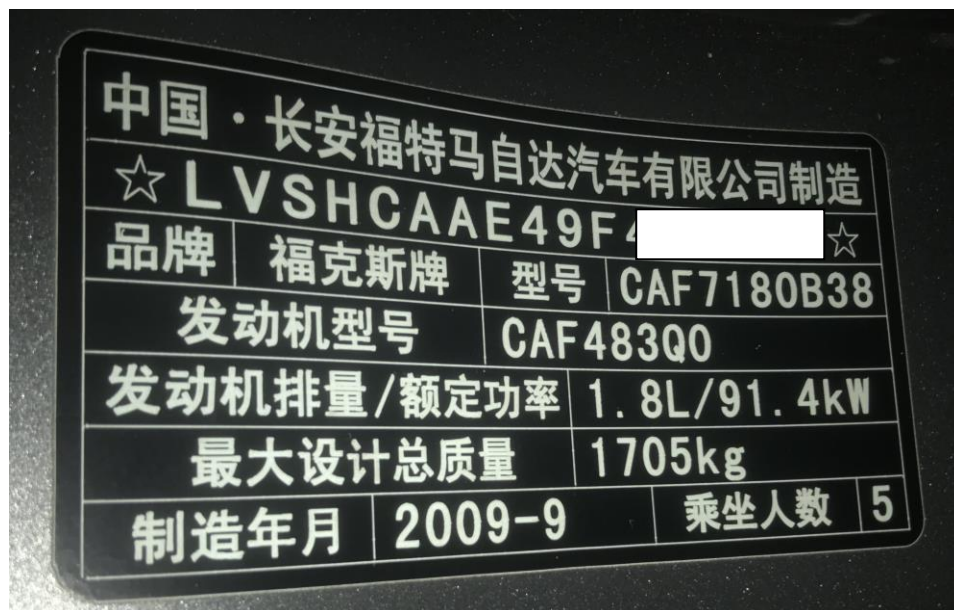 中国·长安福特马自达汽车有限公司制造
☆LVSHCAAE49F4 ☆
品牌 福克斯牌 型号 CAF7180B38
发动机型号 CAF483Q0
发动机排量/额定功率 1.8L/91.4kW
最大设计总质量 1705kg
制造年月 2009-9 乘坐人数 5